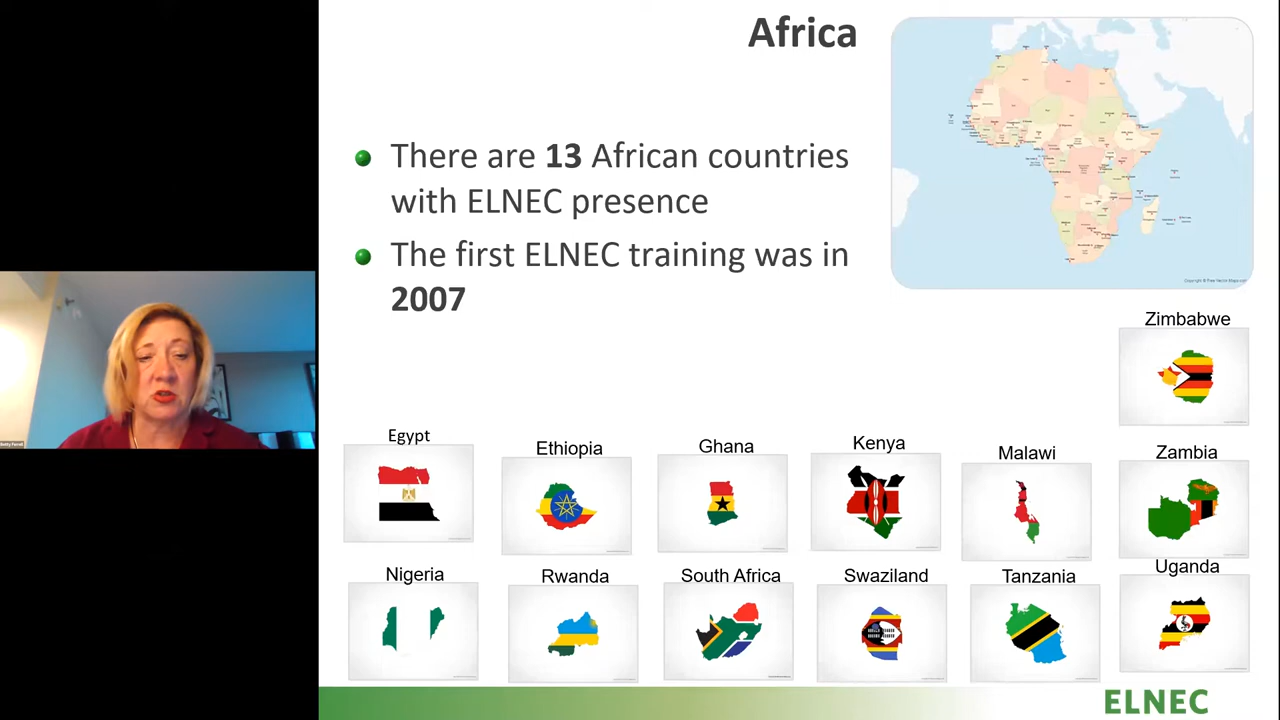 Africa
There are 13 African countries
with ELNEC presence
The first ELNEC training was in
2007
Zimbabwe
Egypt
Ethiopia
Ghana
Kenya
Malawi
Zambia
Nigeria
Rwanda
South Africa
Swaziland
Tanzania
Uganda
ELNEC